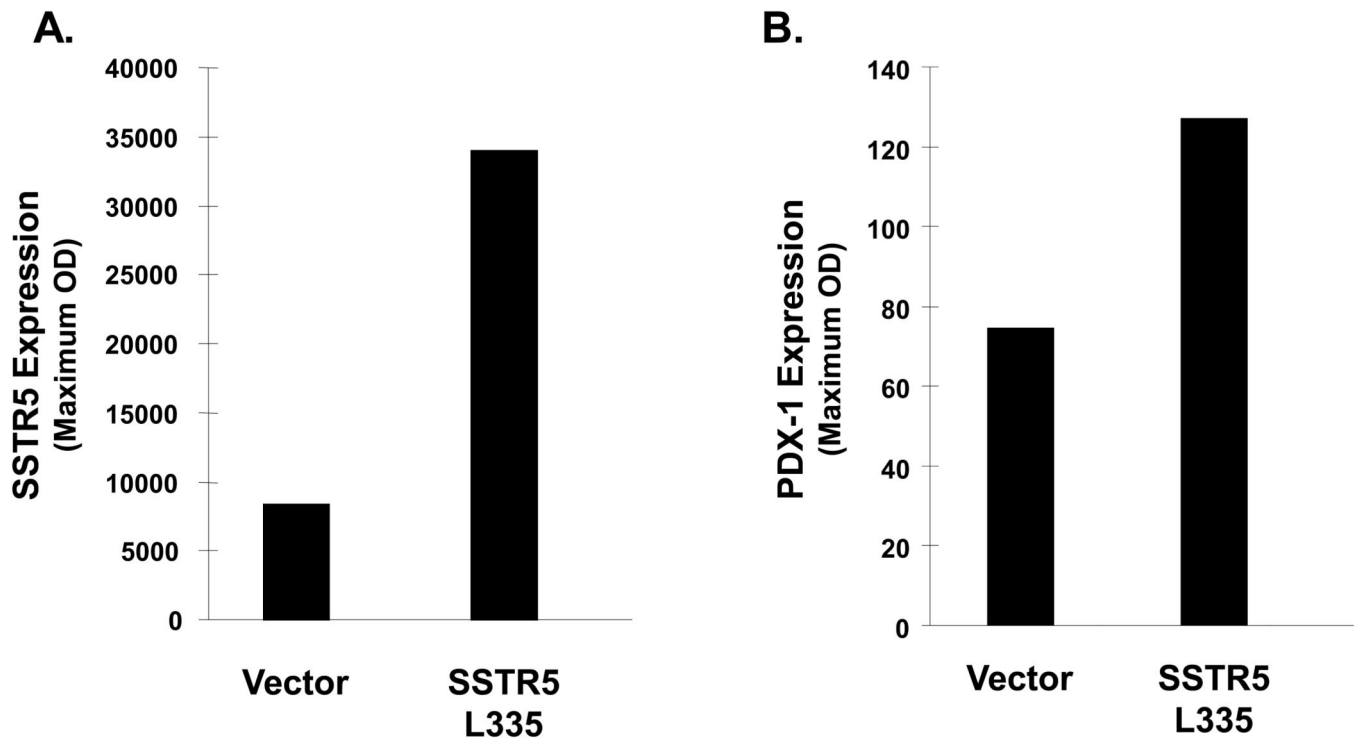 A.
SSTR5 Expression
(Maximum OD)
40000
35000
30000
25000
20000
15000
10000
5000
0
Vector
SSTR5
L335
B.
PDX-1 Expression
(Maximum OD)
140
120
100
80
60
40
20
0
Vector
SSTR5
L335